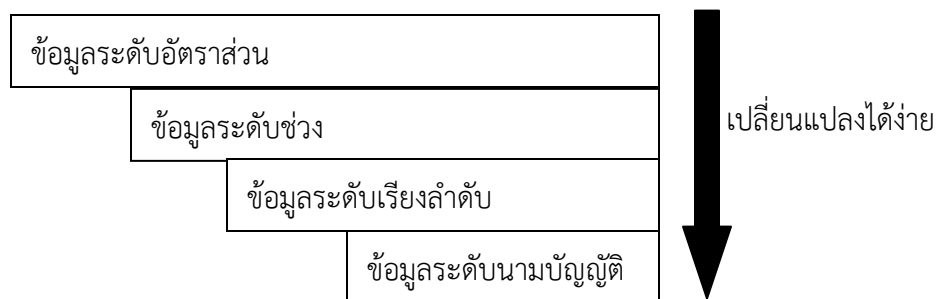 ข้อมูลระดับอัตราส่วน
ข้อมูลระดับช่วง
เปลี่ยนแปลงได้ง่าย
ข้อมูลระดับเรียงลำดับ
ข้อมูลระดับนามบัญญัติ